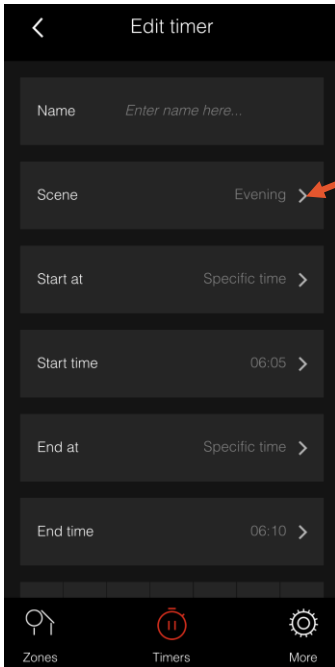 Edit timer
Name Enter name here...
Scene Evening
Start at Specific time
Start time 06:05
End at Specific time
End time 06:10
Zones Timers More